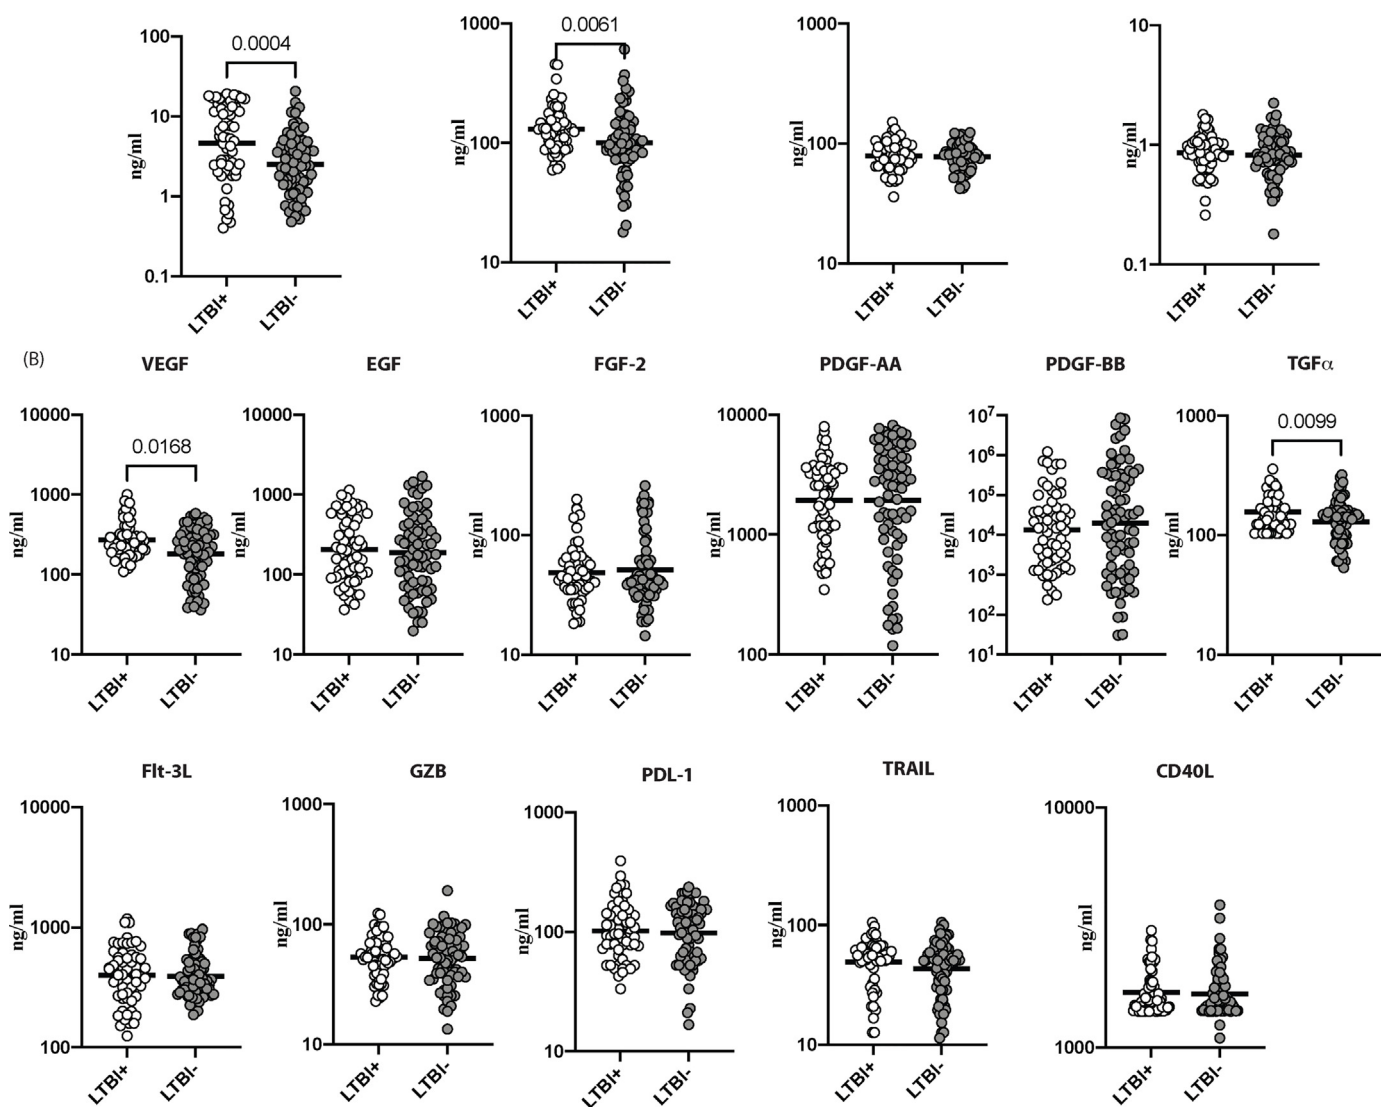 0.0004
0.0061
100
10
1
0.1
ng/ml
LTBI+
LTBI-
1000
100
10
ng/ml
LTBI+
LTBI-
1000
100
10
ng/ml
LTBI+
LTBI-
10
1
0.1
ng/ml
LTBI+
LTBI-
(B)
VEGF
0.0168
10000
1000
100
10
ng/ml
LTBI+
LTBI-
EGF
10000
1000
100
10
ng/ml
LTBI+
LTBI-
FGF-2
1000
100
10
ng/ml
LTBI+
LTBI-
PDGF-AA
10000
1000
100
ng/ml
LTBI+
LTBI-
PDGF-BB
10⁷
10⁶
10⁵
10⁴
10³
10²
10¹
ng/ml
LTBI+
LTBI-
TGFα
0.0099
1000
100
10
ng/ml
LTBI+
LTBI-
Flt-3L
10000
1000
100
ng/ml
LTBI+
LTBI-
GZB
1000
100
10
ng/ml
LTBI+
LTBI-
PDL-1
1000
100
10
ng/ml
LTBI+
LTBI-
TRAIL
1000
100
10
ng/ml
LTBI+
LTBI-
CD40L
10000
1000
ng/ml
LTBI+
LTBI-